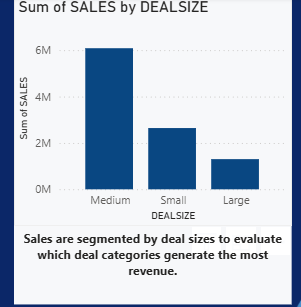 Sum of SALES by DEALSIZE
6M
4M
2M
0M
Sum of SALES
Medium Small Large
DEALSIZE
Sales are segmented by deal sizes to evaluate
which deal categories generate the most
revenue.